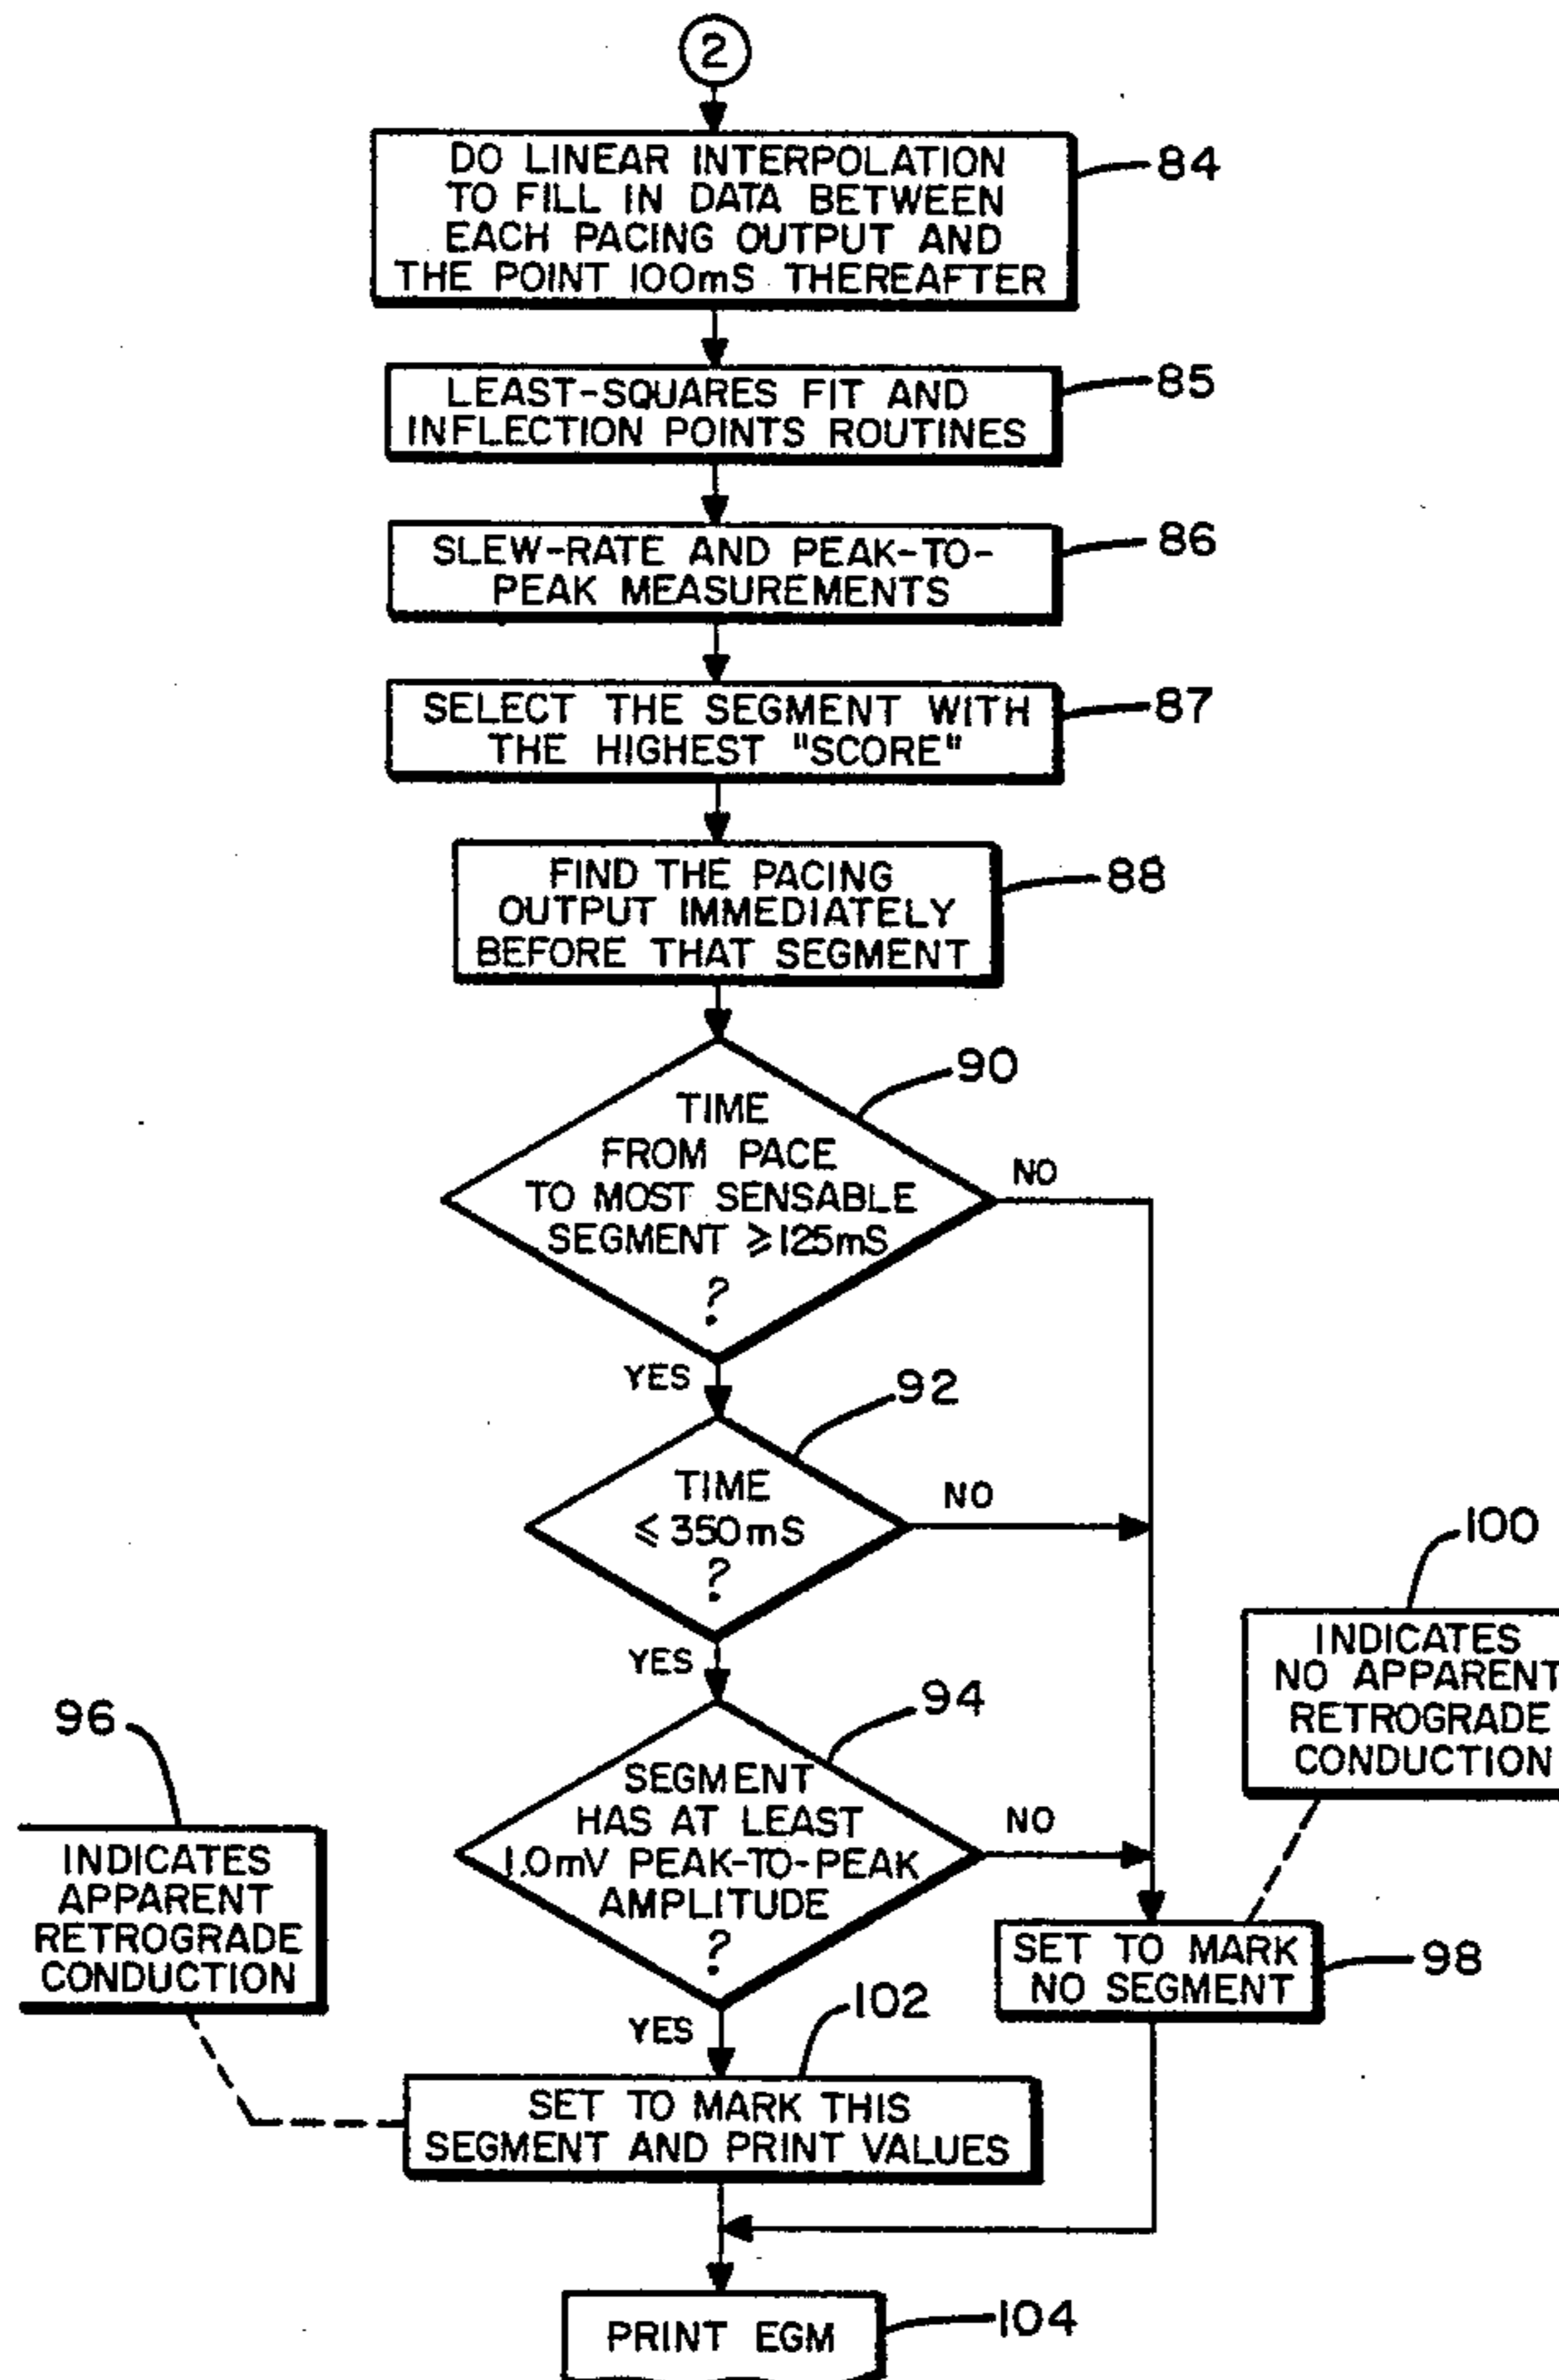 2
DO LINEAR INTERPOLATION
TO FILL IN DATA BETWEEN
EACH PACING OUTPUT AND
THE POINT 100mS THEREAFTER
84
LEAST-SQUARES FIT AND
INFLECTION POINTS ROUTINES
85
SLEW-RATE AND PEAK-TO-
PEAK MEASUREMENTS
86
SELECT THE SEGMENT WITH
THE HIGHEST "SCORE"
87
FIND THE PACING
OUTPUT IMMEDIATELY
BEFORE THAT SEGMENT
88
TIME
FROM PACE
TO MOST SENSABLE
SEGMENT ⩾125mS
?
90
NO
YES
TIME
⩽ 350mS
?
92
NO
YES
SEGMENT
HAS AT LEAST
1.0mV PEAK-TO-PEAK
AMPLITUDE
?
94
NO
YES
96
INDICATES
APPARENT
RETROGRADE
CONDUCTION
100
INDICATES
NO APPARENT
RETROGRADE
CONDUCTION
SET TO MARK
NO SEGMENT
98
102
SET TO MARK THIS
SEGMENT AND PRINT VALUES
PRINT EGM
104